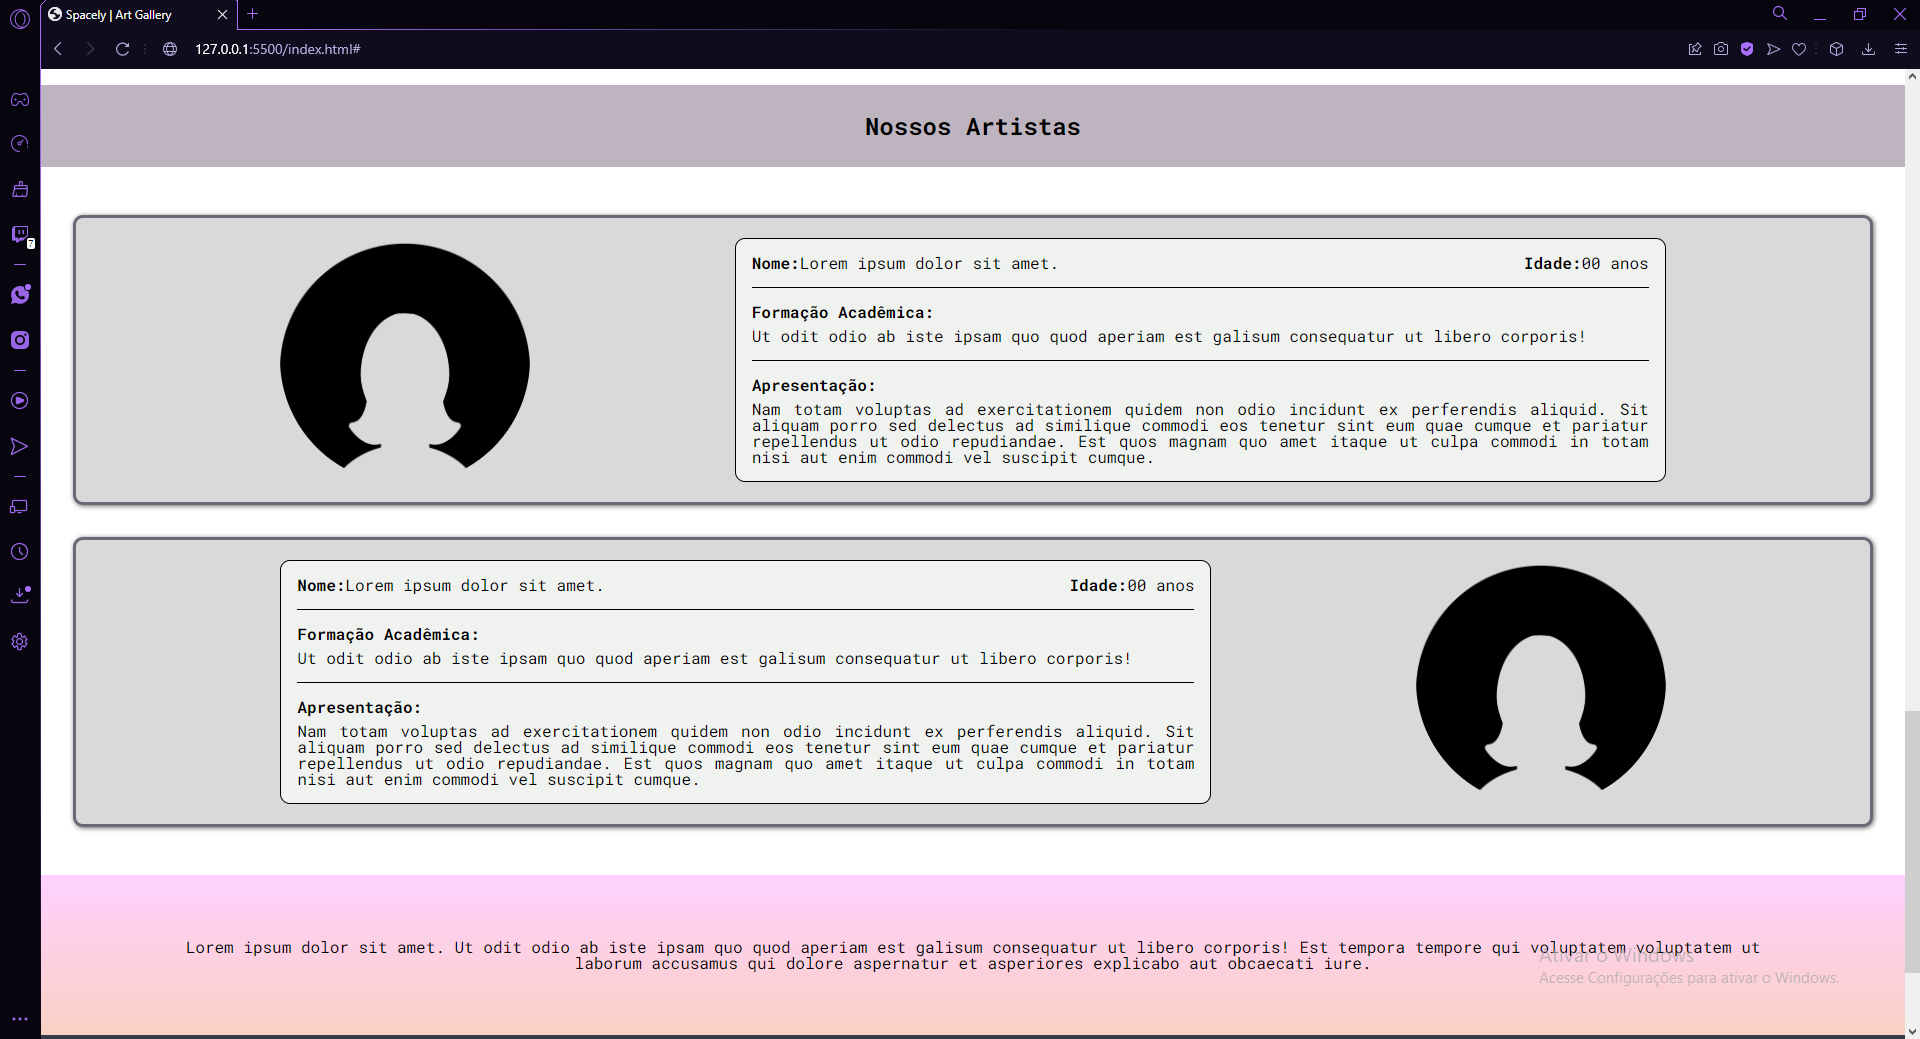 Spacely | Art Gallery
127.0.0.1:5500/index.html#
7
Nossos Artistas
Nome:Lorem ipsum dolor sit amet. Idade:00 anos
Formação Acadêmica:
Ut odit odio ab iste ipsam quo quod aperiam est galisum consequatur ut libero corporis!
Apresentação:
Nam totam voluptas ad exercitationem quidem non odio incidunt ex perferendis aliquid. Sit
aliquam porro sed delectus ad similique commodi eos tenetur sint eum quae cumque et pariatur
repellendus ut odio repudiandae. Est quos magnam quo amet itaque ut culpa commodi in totam
nisi aut enim commodi vel suscipit cumque.
Nome:Lorem ipsum dolor sit amet. Idade:00 anos
Formação Acadêmica:
Ut odit odio ab iste ipsam quo quod aperiam est galisum consequatur ut libero corporis!
Apresentação:
Nam totam voluptas ad exercitationem quidem non odio incidunt ex perferendis aliquid. Sit
aliquam porro sed delectus ad similique commodi eos tenetur sint eum quae cumque et pariatur
repellendus ut odio repudiandae. Est quos magnam quo amet itaque ut culpa commodi in totam
nisi aut enim commodi vel suscipit cumque.
Lorem ipsum dolor sit amet. Ut odit odio ab iste ipsam quo quod aperiam est galisum consequatur ut libero corporis! Est tempora tempore qui voluptatem voluptatem ut
laborum accusamus qui dolore aspernatur et asperiores explicabo aut obcaecati iure.
Ativar o Windows
Acesse Configurações para ativar o Windows.